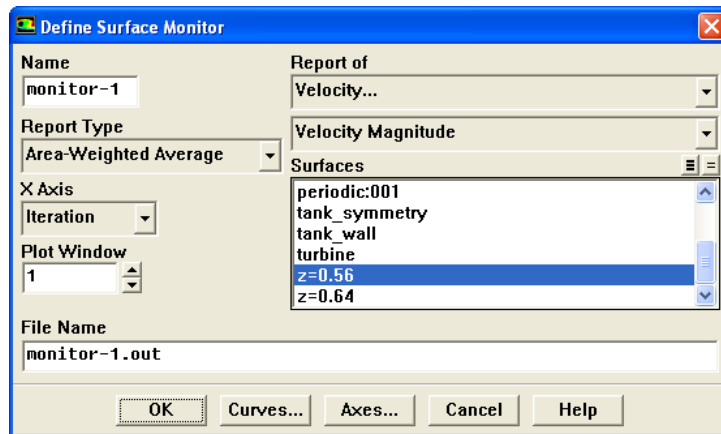 Define Surface Monitor
Name
monitor-1
Report Type
Area-Weighted Average
X Axis
Iteration
Plot Window
1
Report of
Velocity...
Velocity Magnitude
Surfaces
periodic:001
tank_symmetry
tank_wall
turbine
z=0.56
z=0.64
File Name
monitor-1.out
OK Curves... Axes... Cancel Help